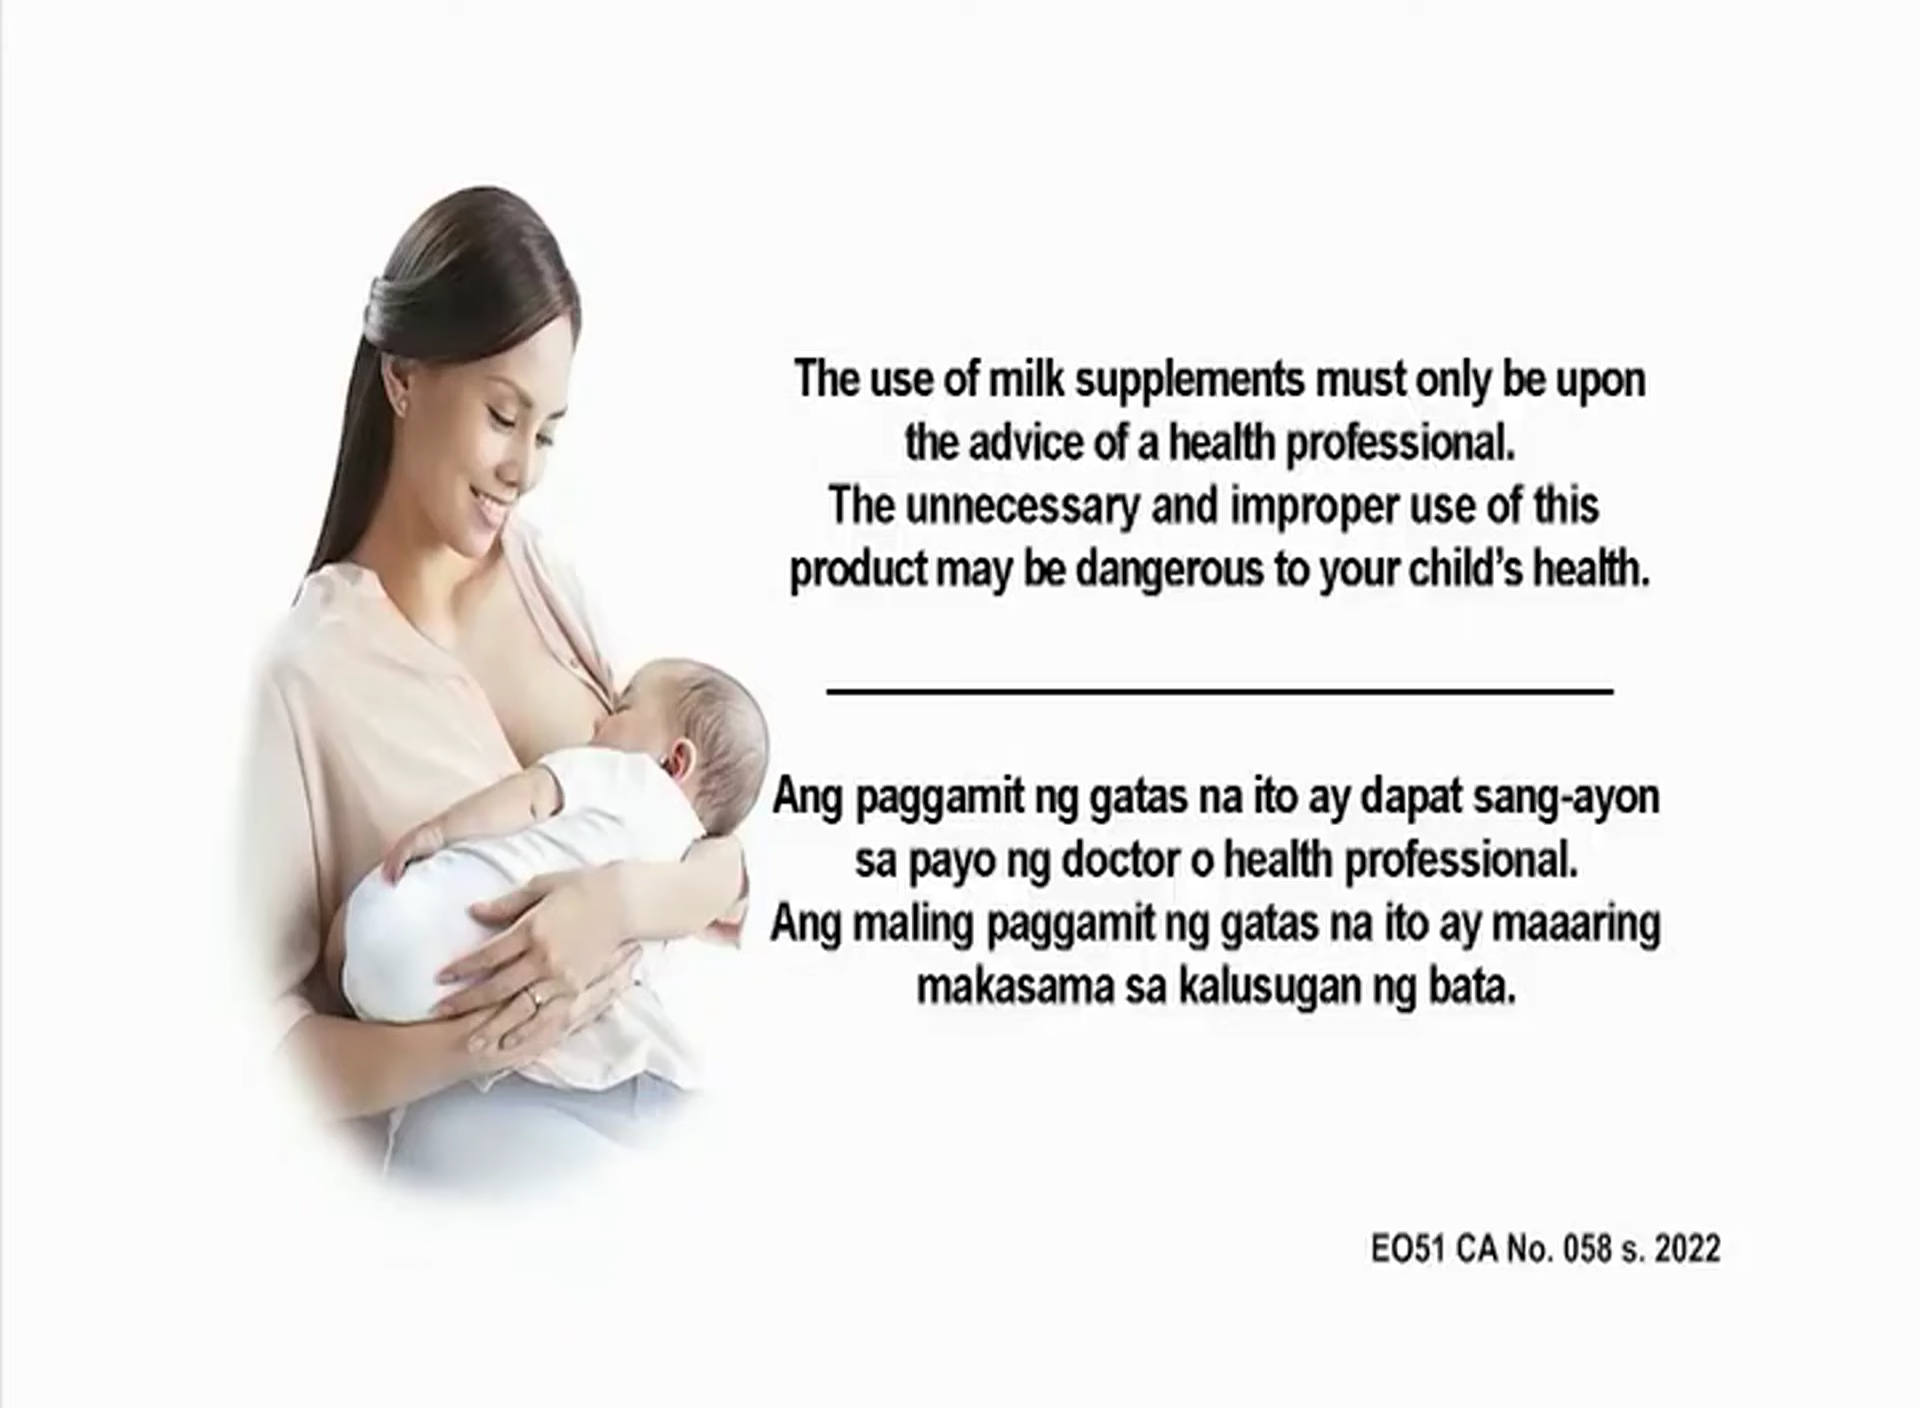 The use of milk supplements must only be upon
the advice of a health professional.
The unnecessary and improper use of this
product may be dangerous to your child's health.
Ang paggamit ng gatas na ito ay dapat sang-ayon
sa payo ng doctor o health professional.
Ang maling paggamit ng gatas na ito ay maaaring
makasama sa kalusugan ng bata.
EO51 CA No. 058 s. 2022